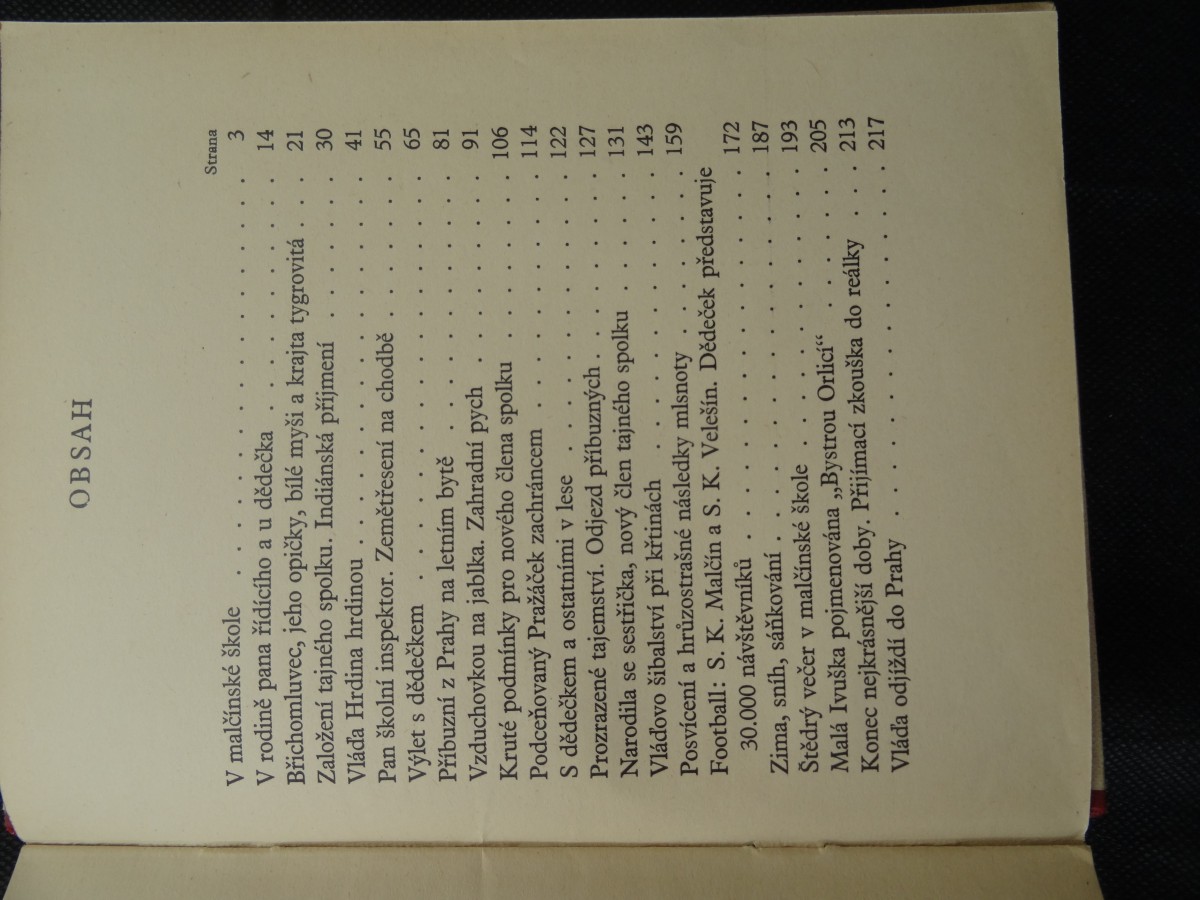 OBSAH
Strana
V malčínské škole . . . . . . . . . . . . . . . . 3
V rodině pana řídícího a u dědečka . . . . . . . . . 14
Břichomluvec, jeho opičky, bílé myši a krajta tygrovitá . . . 21
Založení tajného spolku. Indiánská příjmení . . . . . . 30
Vláďa Hrdina hrdinou . . . . . . . . . . . . . . 41
Pan školní inspektor. Zemětřesení na chodbě . . . . . . 55
Výlet s dědečkem . . . . . . . . . . . . . . . 65
Příbuzní z Prahy na letním bytě . . . . . . . . . . 81
Vzduchovkou na jablka. Zahradní pych . . . . . . . . 91
Kruté podmínky pro nového člena spolku . . . . . . . 106
Podceňovaný Pražáček zachráncem . . . . . . . . . 114
S dědečkem a ostatními v lese . . . . . . . . . . . 122
Prozrazené tajemství. Odjezd příbuzných . . . . . . . 127
Narodila se sestřička, nový člen tajného spolku . . . . . 131
Vláďovo šibalství při křtinách . . . . . . . . . . . 143
Posvícení a hrůzostrašné následky mlsnoty . . . . . . . 159
Football: S. K. Malčín a S. K. Velešín. Dědeček představuje
30.000 návštěvníků . . . . . . . . . . . . . . 172
Zima, sníh, sáňkování . . . . . . . . . . . . . . 187
Štědrý večer v malčínské škole . . . . . . . . . . . 193
Malá Ivuška pojmenována „Bystrou Orlicí“ . . . . . . 205
Konec nejkrásnější doby. Přijímací zkouška do reálky . . . 213
Vláďa odjíždí do Prahy . . . . . . . . . . . . . 217